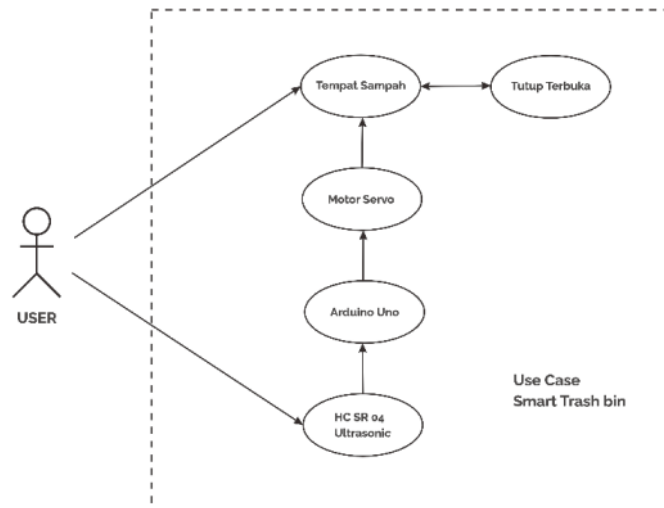 Tempat Sampah
Tutup Terbuka
Motor Servo
USER
Arduino Uno
Use Case
Smart Trash bin
HC SR 04
Ultrasonic